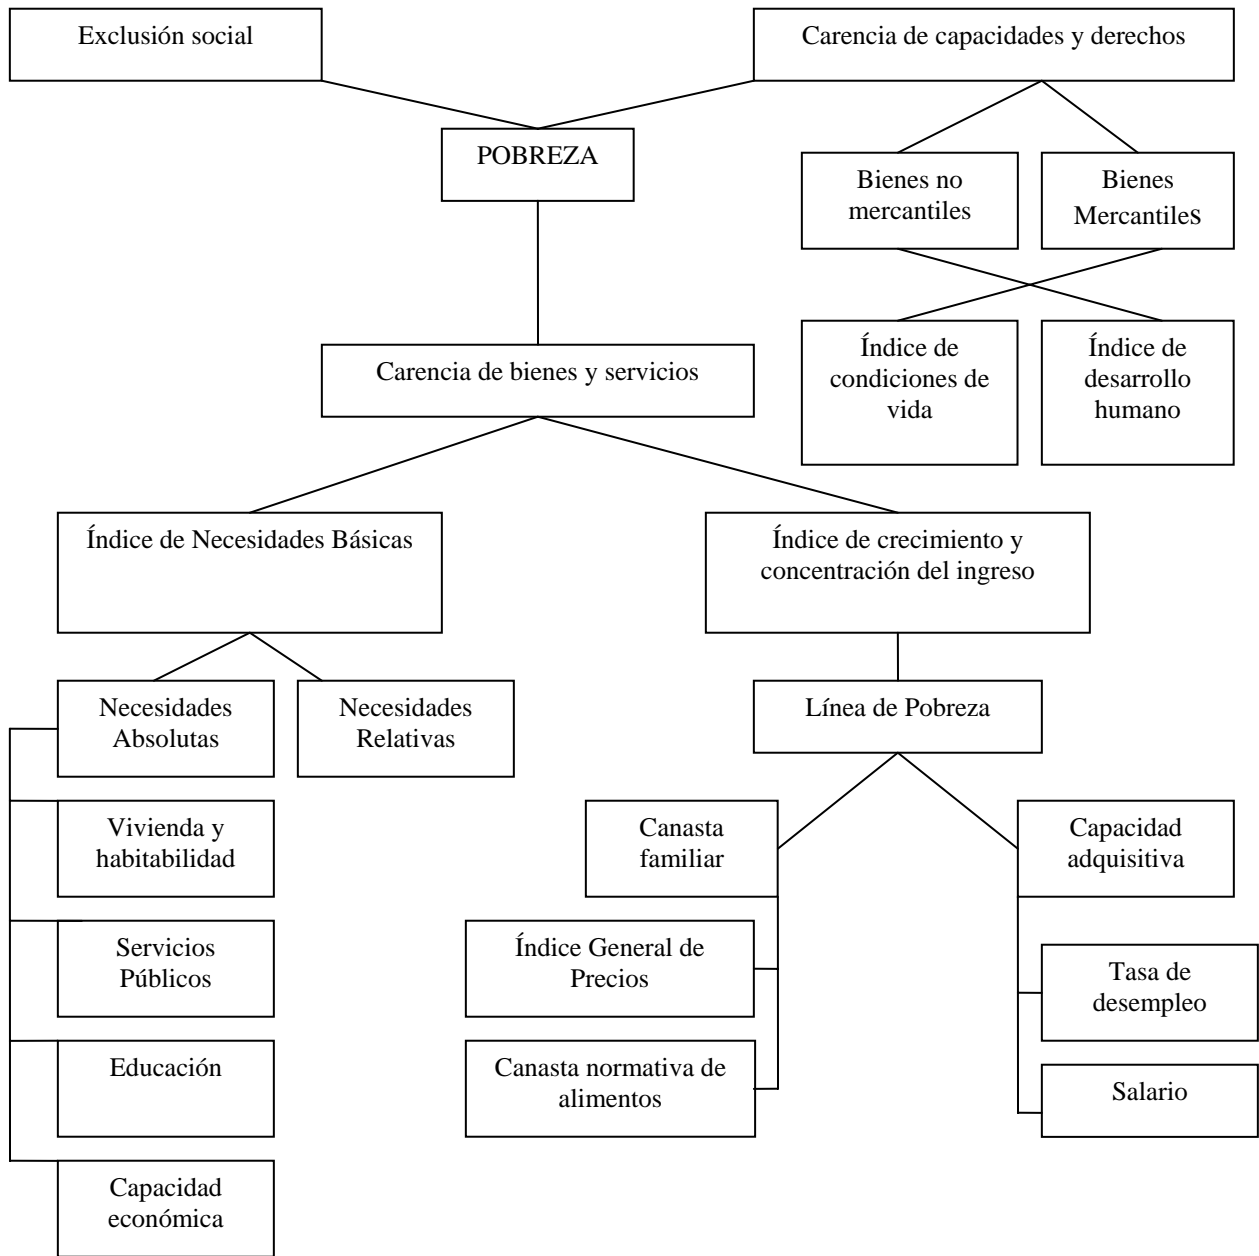 Exclusión social
Carencia de capacidades y derechos
POBREZA
Bienes no
mercantiles
Bienes
Mercantiles
Carencia de bienes y servicios
Índice de
condiciones de
vida
Índice de
desarrollo
humano
Índice de Necesidades Básicas
Índice de crecimiento y
concentración del ingreso
Necesidades
Absolutas
Necesidades
Relativas
Línea de Pobreza
Vivienda y
habitabilidad
Canasta
familiar
Capacidad
adquisitiva
Servicios
Públicos
Índice General de
Precios
Tasa de
desempleo
Educación
Canasta normativa de
alimentos
Salario
Capacidad
económica